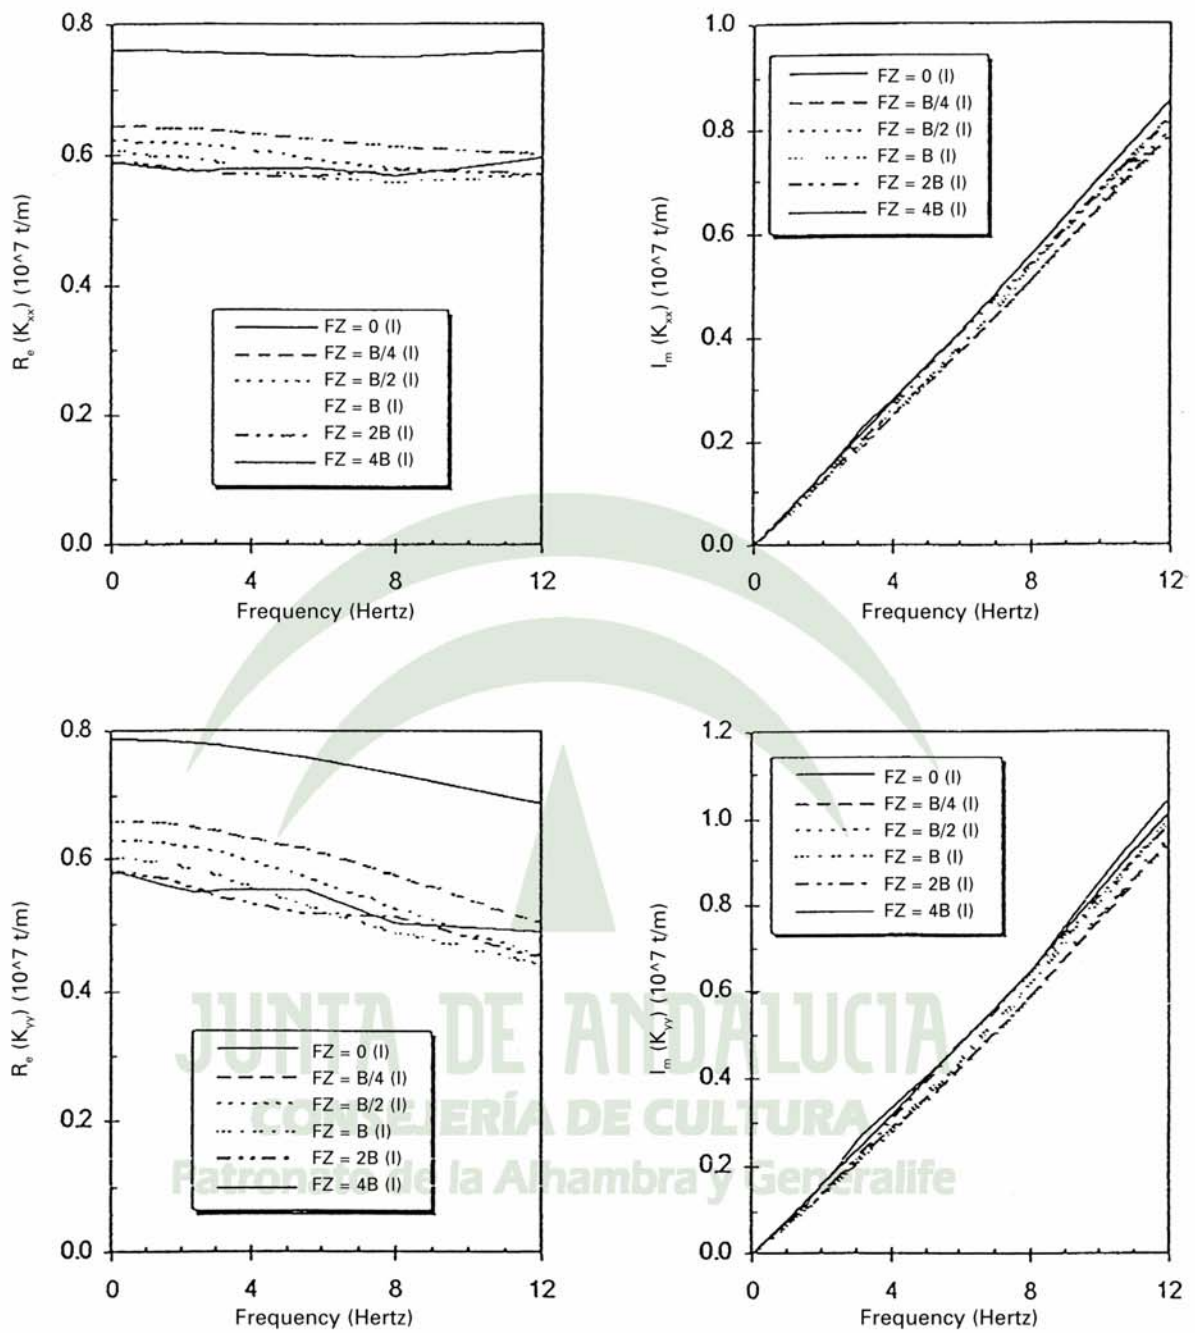 0.8
0.6
0.4
0.2
0.0
R_e (K_xx) (10^7 t/m)
FZ = 0 (I)
FZ = B/4 (I)
FZ = B/2 (I)
FZ = B (I)
FZ = 2B (I)
FZ = 4B (I)
0 4 8 12
Frequency (Hertz)
1.0
0.8
0.6
0.4
0.2
0.0
I_m (K_xx) (10^7 t/m)
FZ = 0 (I)
FZ = B/4 (I)
FZ = B/2 (I)
FZ = B (I)
FZ = 2B (I)
FZ = 4B (I)
0 4 8 12
Frequency (Hertz)
0.8
0.6
0.4
0.2
0.0
R_e (K_yy) (10^7 t/m)
FZ = 0 (I)
FZ = B/4 (I)
FZ = B/2 (I)
FZ = B (I)
FZ = 2B (I)
FZ = 4B (I)
0 4 8 12
Frequency (Hertz)
1.2
1.0
0.8
0.6
0.4
0.2
0.0
I_m (K_yy) (10^7 t/m)
FZ = 0 (I)
FZ = B/4 (I)
FZ = B/2 (I)
FZ = B (I)
FZ = 2B (I)
FZ = 4B (I)
0 4 8 12
Frequency (Hertz)
JUNTA DE ANDALUCIA
CONSEJERÍA DE CULTURA
Patronato de la Alhambra y Generalife